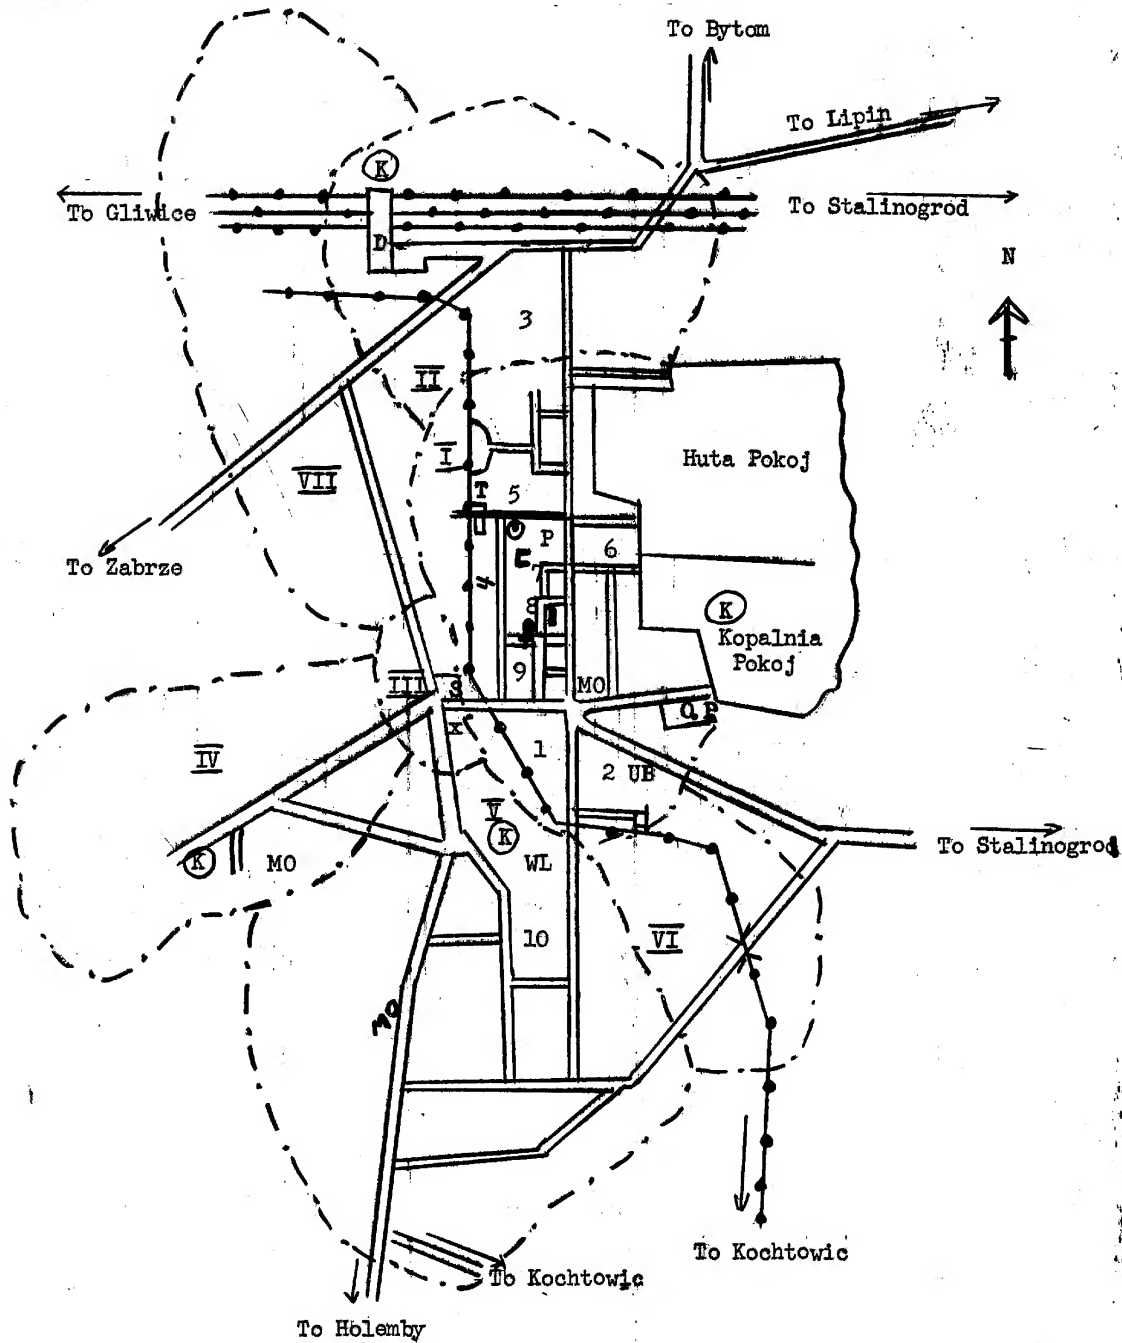 To Bytom
To Lipin
K
To Gliwice
To Stalinogrod
D
N
3
II
I
Huta Pokoj
VII
T
5
P
6
To Zabrze
4
7
K
8
Kopalnia
Pokoj
9
III
S
MO
O P
x
IV
1
2 UB
V
K
K
MO
WL
To Stalinogrod
10
VI
MO
To Kochtowic
To Kochtowic
To Holemby